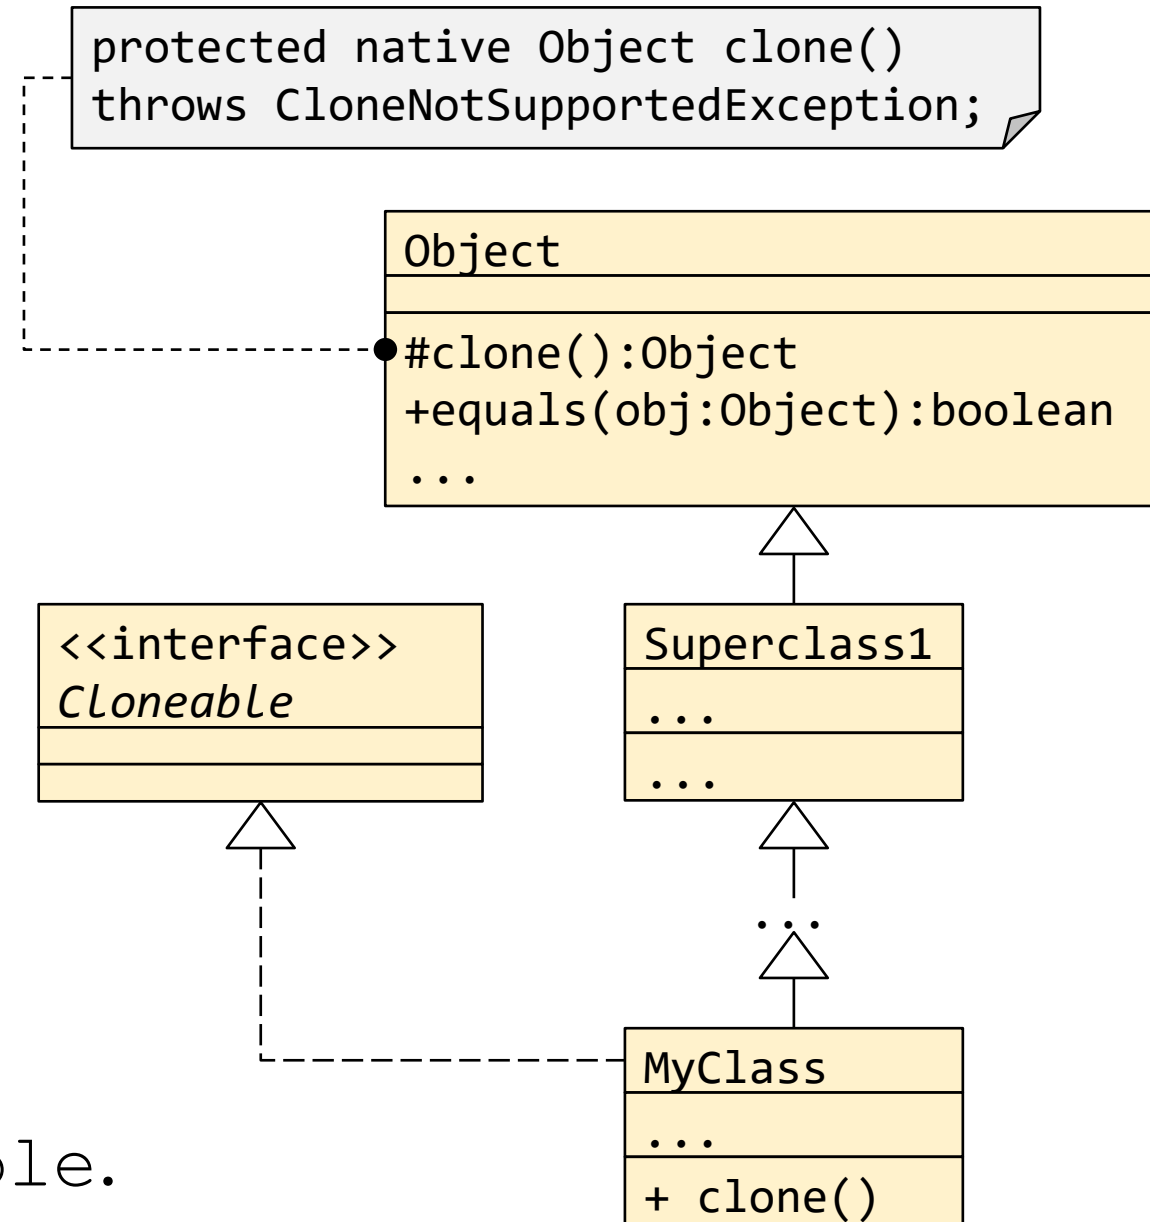 protected native Object clone()
throws CloneNotSupportedException;
Object
#clone():Object
+equals(obj:Object):boolean
...
<<interface>>
Cloneable
Superclass1
...
...
...
MyClass
...
+ clone()